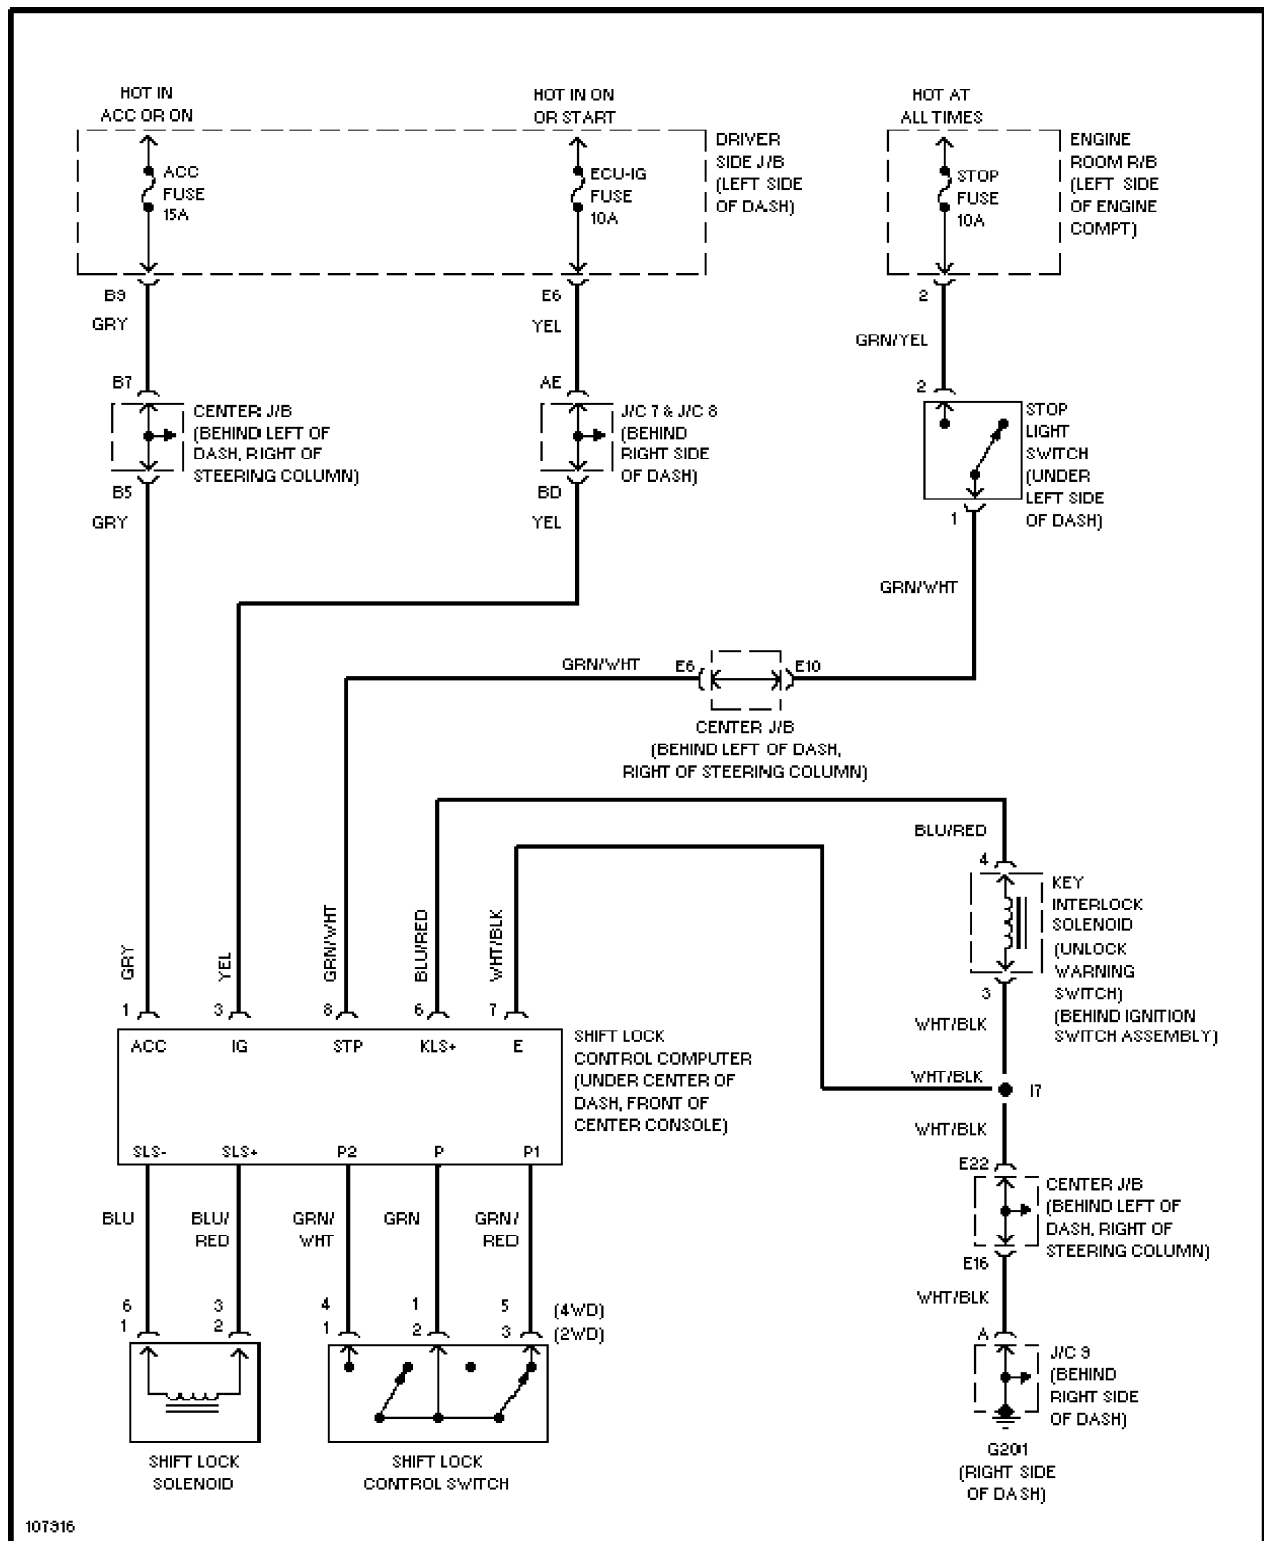 HOT IN
ACC OR ON
HOT IN ON
OR START
HOT AT
ALL TIMES
ACC
FUSE
15A
ECU-IG
FUSE
10A
DRIVER
SIDE J/B
(LEFT SIDE
OF DASH)
STOP
FUSE
10A
ENGINE
ROOM R/B
(LEFT SIDE
OF ENGINE
COMPT)
B9
GRY
E6
YEL
2
GRN/YEL
B7
AE
2
CENTER J/B
(BEHIND LEFT OF
DASH, RIGHT OF
STEERING COLUMN)
J/C 7 & J/C 8
(BEHIND
RIGHT SIDE
OF DASH)
STOP
LIGHT
SWITCH
(UNDER
LEFT SIDE
OF DASH)
B5
GRY
BD
YEL
1
GRN/WHT
GRN/WHT
E6
E10
CENTER J/B
(BEHIND LEFT OF DASH,
RIGHT OF STEERING COLUMN)
BLU/RED
4
KEY
INTERLOCK
SOLENOID
(UNLOCK
WARNING
SWITCH)
(BEHIND IGNITION
SWITCH ASSEMBLY)
3
WHT/BLK
GRY
YEL
GRN/WHT
BLU/RED
WHT/BLK
1
3
8
6
7
ACC
IG
STP
KLS+
E
SHIFT LOCK
CONTROL COMPUTER
(UNDER CENTER OF
DASH, FRONT OF
CENTER CONSOLE)
WHT/BLK
I7
WHT/BLK
SLS-
SLS+
P2
P
P1
E22
CENTER J/B
(BEHIND LEFT OF
DASH, RIGHT OF
STEERING COLUMN)
E16
WHT/BLK
BLU
BLU/
RED
GRN/
WHT
GRN
GRN/
RED
6
3
4
1
5
(4WD)
1
2
1
2
3
(2WD)
A
J/C 9
(BEHIND
RIGHT SIDE
OF DASH)
G201
(RIGHT SIDE
OF DASH)
SHIFT LOCK
SOLENOID
SHIFT LOCK
CONTROL SWITCH
107916